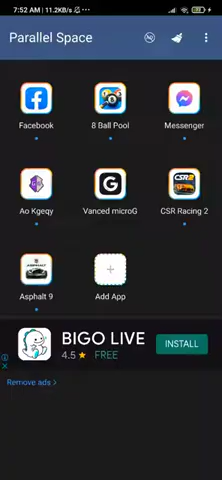 7:52 AM | 11.2KB/s
Parallel Space
Facebook
8 Ball Pool
Messenger
Ao Kgeqy
Vanced microG
CSR Racing 2
Asphalt 9
Add App
BIGO LIVE
4.5 ★ FREE
INSTALL
Remove ads >